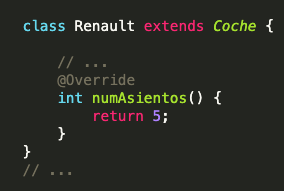 class Renault extends Coche {
    // ...
    @Override
    int numAsientos() {
        return 5;
    }
}
// ...